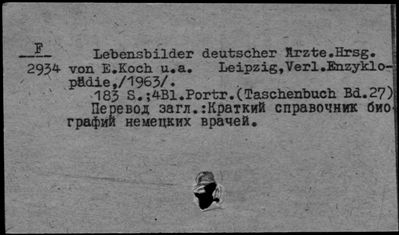 F
2934
Lebensbilder deutscher Ärzte.Hrsg.
von E.Koch u.a. Leipzig,Verl.Enzyklo-
pädie,/1963/.
183 S.;4Bl.Portr.(Taschenbuch Bd.27)
Перевод загл.:Краткий справочник био-
графий немецких врачей.